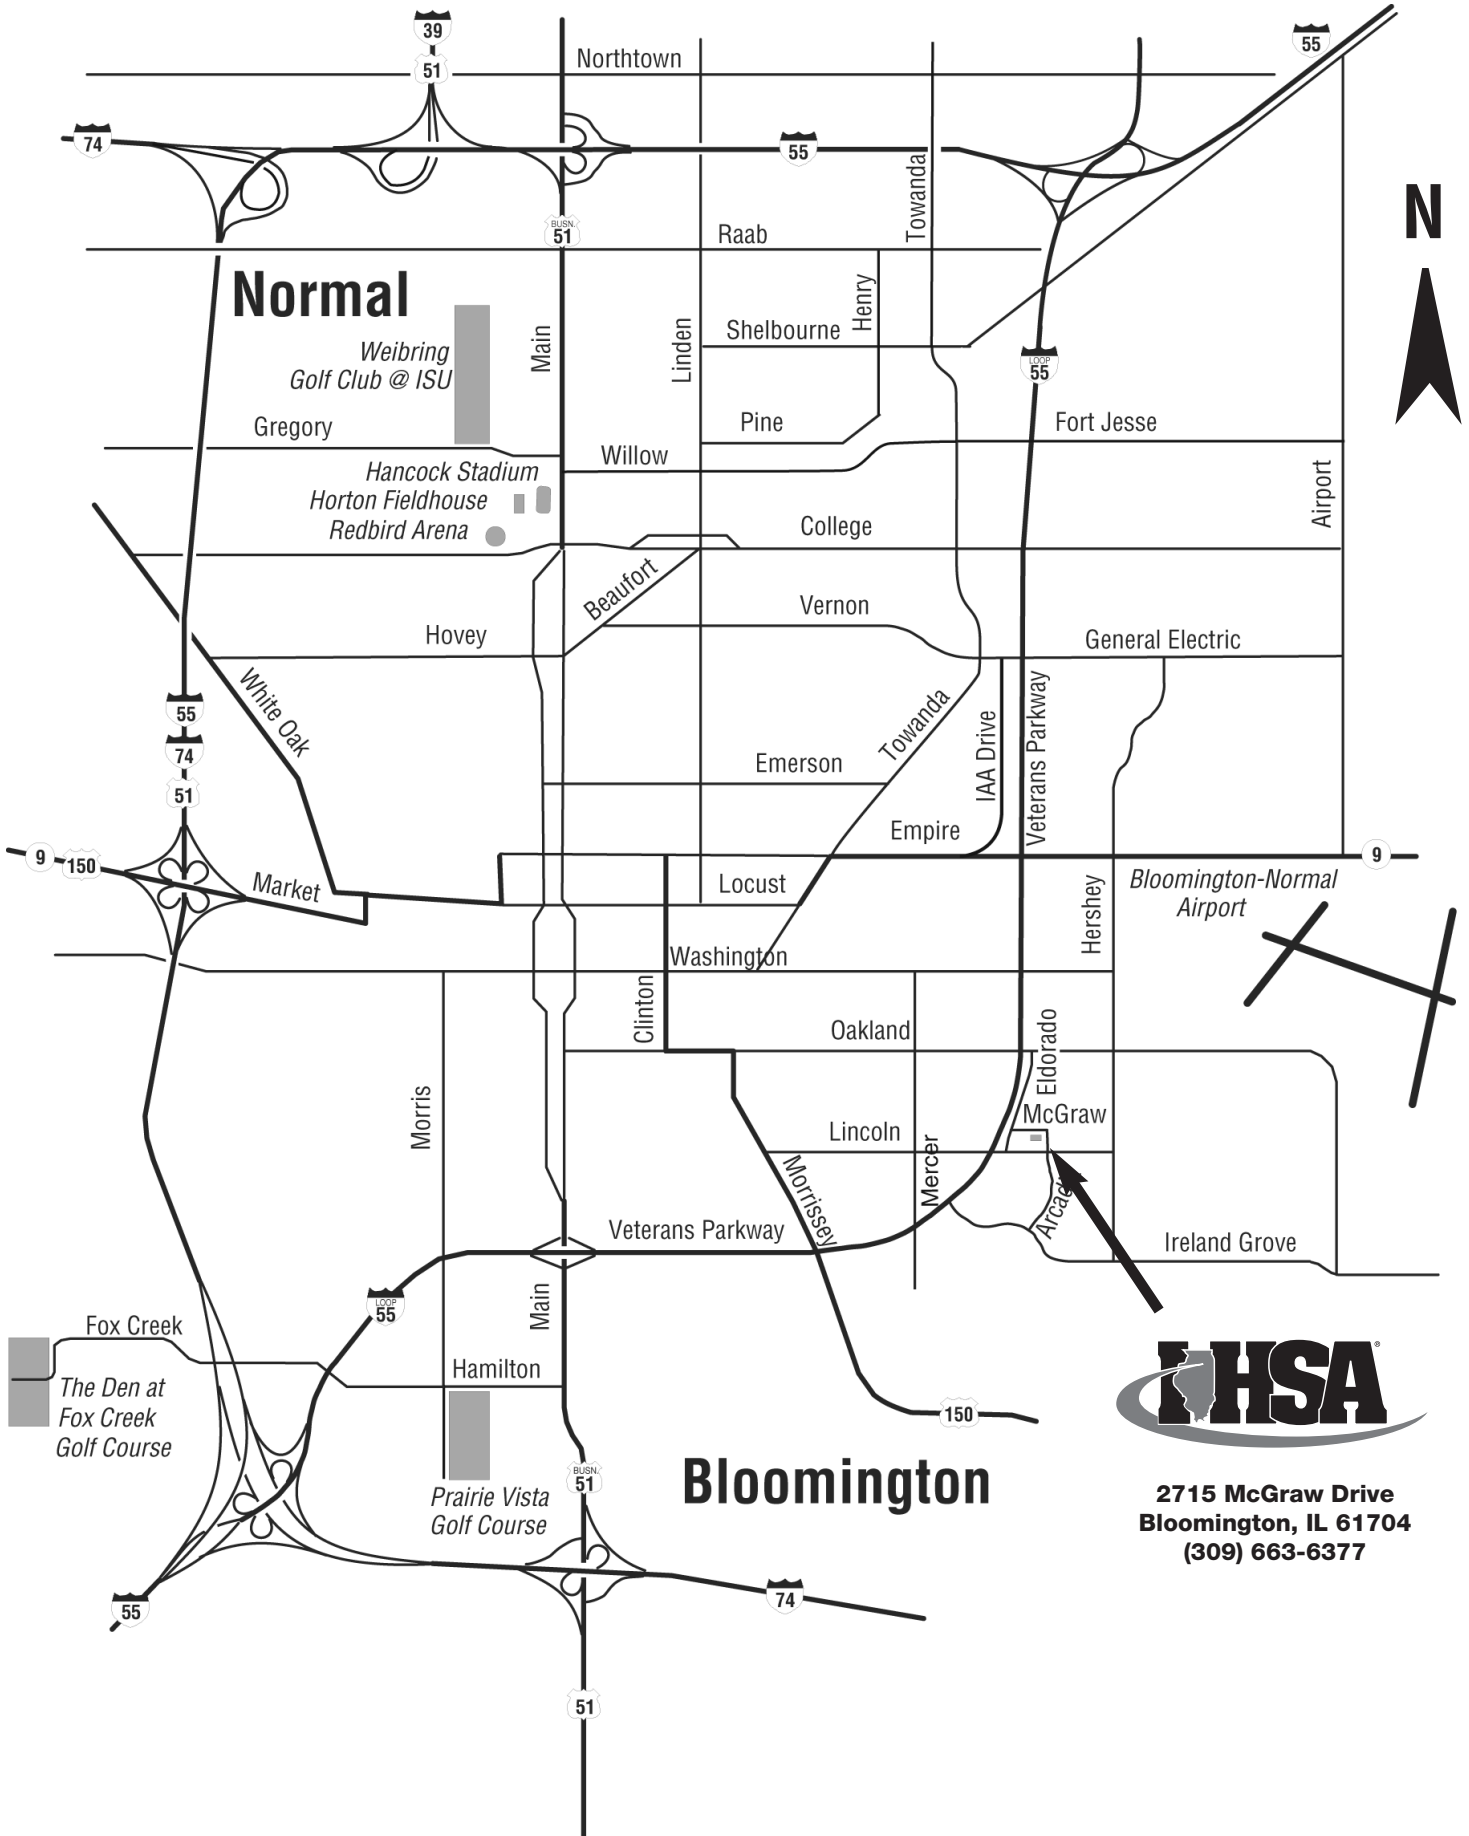 39
51
55
Northtown
74
55
Towanda
N
BUSN.
51
Raab
Normal
Henry
Weibring
Golf Club @ ISU
Main
Linden
Shelbourne
LOOP
55
Gregory
Pine
Fort Jesse
Willow
Hancock Stadium
Horton Fieldhouse
Redbird Arena
Airport
College
Beaufort
Vernon
Hovey
General Electric
White Oak
55
74
51
Towanda
IAA Drive
Veterans Parkway
Emerson
Empire
9
150
9
Market
Locust
Hershey
Bloomington-Normal
Airport
Washington
Clinton
Oakland
Eldorado
Morris
McGraw
Lincoln
Mercer
Morrissey
Arcadi
Veterans Parkway
Ireland Grove
LOOP
55
Main
Fox Creek
Hamilton
The Den at
Fox Creek
Golf Course
150
IHSA®
BUSN.
51
Bloomington
Prairie Vista
Golf Course
2715 McGraw Drive
Bloomington, IL 61704
(309) 663-6377
55
74
51